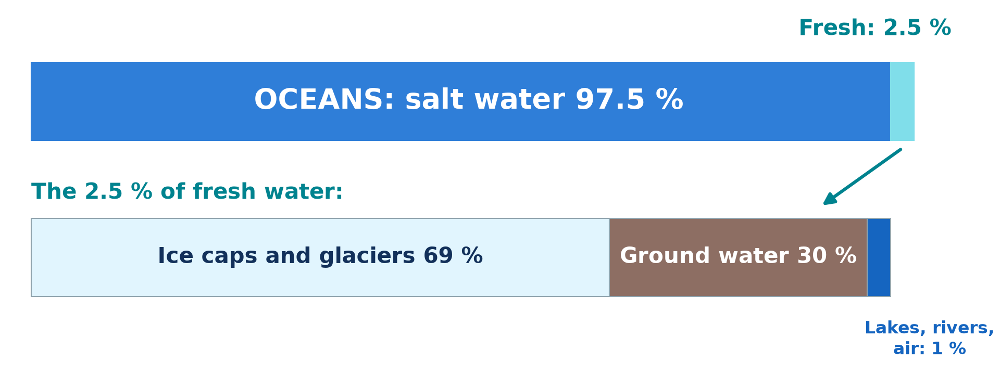 Fresh: 2.5 %
OCEANS: salt water 97.5 %
The 2.5 % of fresh water:
Ice caps and glaciers 69 %
Ground water 30 %
Lakes, rivers,
air: 1 %